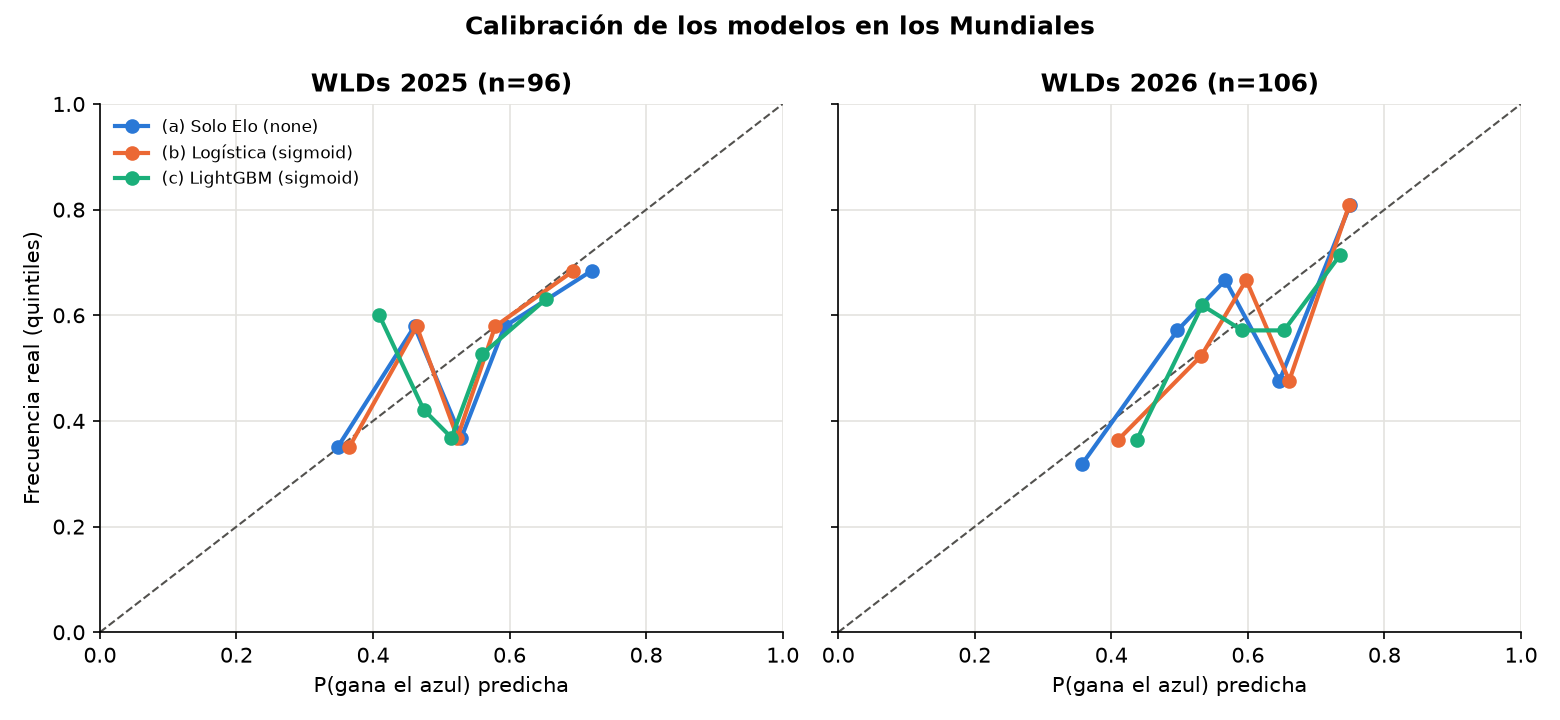 Calibración de los modelos en los Mundiales
WLDs 2025 (n=96)
WLDs 2026 (n=106)
(a) Solo Elo (none)
(b) Logística (sigmoid)
(c) LightGBM (sigmoid)
Frecuencia real (quintiles)
1.0
0.8
0.6
0.4
0.2
0.0
0.0 0.2 0.4 0.6 0.8 1.0
0.0 0.2 0.4 0.6 0.8 1.0
P(gana el azul) predicha
P(gana el azul) predicha